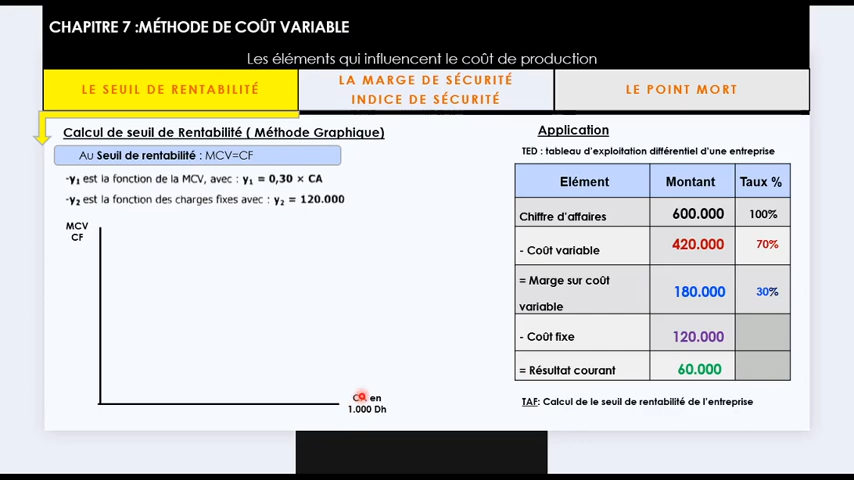 CHAPITRE 7 :MÉTHODE DE COÛT VARIABLE
Les éléments qui influencent le coût de production
LE SEUIL DE RENTABILITÉ
LA MARGE DE SÉCURITÉ
INDICE DE SÉCURITÉ
LE POINT MORT
Calcul de seuil de Rentabilité ( Méthode Graphique)
Au Seuil de rentabilité : MCV=CF
-y₁ est la fonction de la MCV, avec : y₁ = 0,30 × CA
-y₂ est la fonction des charges fixes avec : y₂ = 120.000
MCV
CF
CA en
1.000 Dh
Application
TED : tableau d'exploitation différentiel d'une entreprise
Elément Montant Taux %
Chiffre d'affaires 600.000 100%
- Coût variable 420.000 70%
= Marge sur coût
variable 180.000 30%
- Coût fixe 120.000
= Résultat courant 60.000
TAF: Calcul de le seuil de rentabilité de l'entreprise